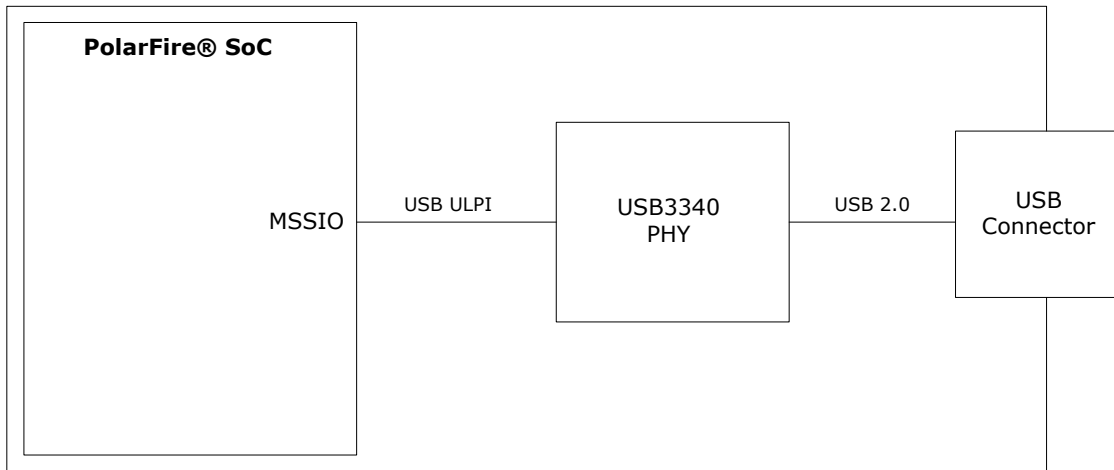 PolarFire® SoC
MSSIO
USB ULPI
USB3340
PHY
USB 2.0
USB
Connector